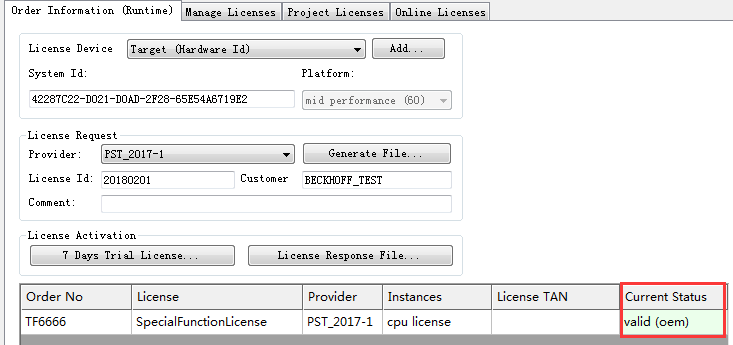 Order Information (Runtime) Manage Licenses Project Licenses Online Licenses
License Device Target (Hardware Id) Add...
System Id: Platform:
42287C22-D021-D0AD-2F28-65E54A6719E2 mid performance (60)
License Request
Provider: PST_2017-1 Generate File...
License Id: 20180201 Customer BECKHOFF_TEST
Comment:
License Activation
7 Days Trial License... License Response File...
Order No License Provider Instances License TAN Current Status
TF6666 SpecialFunctionLicense PST_2017-1 cpu license valid (oem)